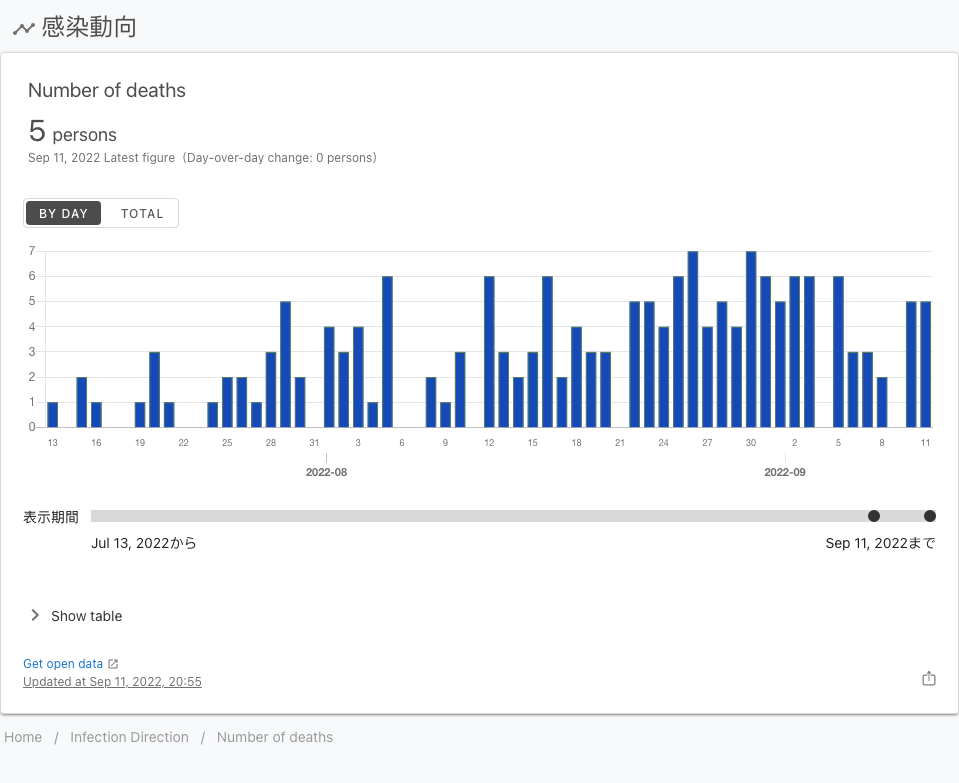 感染動向
Number of deaths
5 persons
Sep 11, 2022 Latest figure (Day-over-day change: 0 persons)
BY DAY TOTAL
7
6
5
4
3
2
1
0
13 16 19 22 25 28 31 3 6 9 12 15 18 21 24 27 30 2 5 8 11
2022-08 2022-09
表示期間
Jul 13, 2022から Sep 11, 2022まで
Show table
Get open data
Updated at Sep 11, 2022, 20:55
Home / Infection Direction / Number of deaths